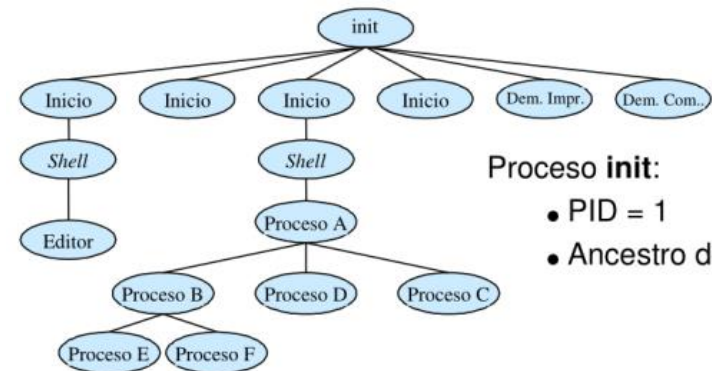 init
Inicio Inicio Inicio Inicio Dem. Impr. Dem. Com..
Shell Shell
Proceso init:
• PID = 1
Proceso A
Editor
• Ancestro d
Proceso B Proceso D Proceso C
Proceso E Proceso F